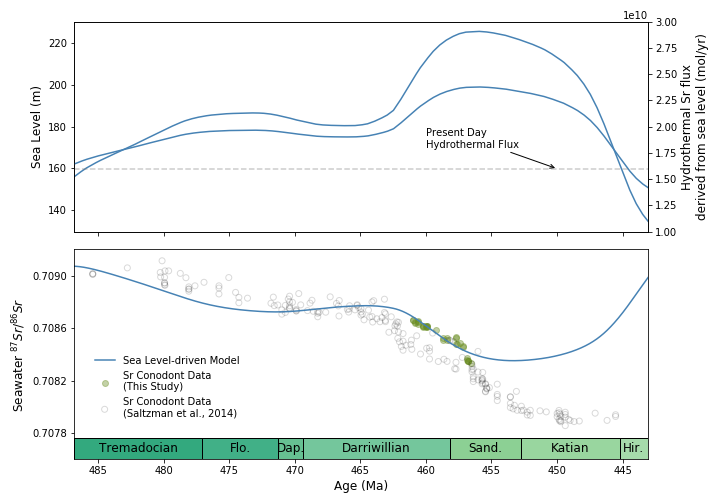 1e10
220
200
180
160
140
Sea Level (m)
Present Day
Hydrothermal Flux
3.00
2.75
2.50
2.25
2.00
1.75
1.50
1.25
1.00
Hydrothermal Sr flux
derived from sea level (mol/yr)
0.7090
0.7086
0.7082
0.7078
Seawater ⁸⁷Sr/⁸⁶Sr
Sea Level-driven Model
Sr Conodont Data
(This Study)
Sr Conodont Data
(Saltzman et al., 2014)
Tremadocian Flo. Dap. Darriwillian Sand. Katian Hir.
485 480 475 470 465 460 455 450 445
Age (Ma)